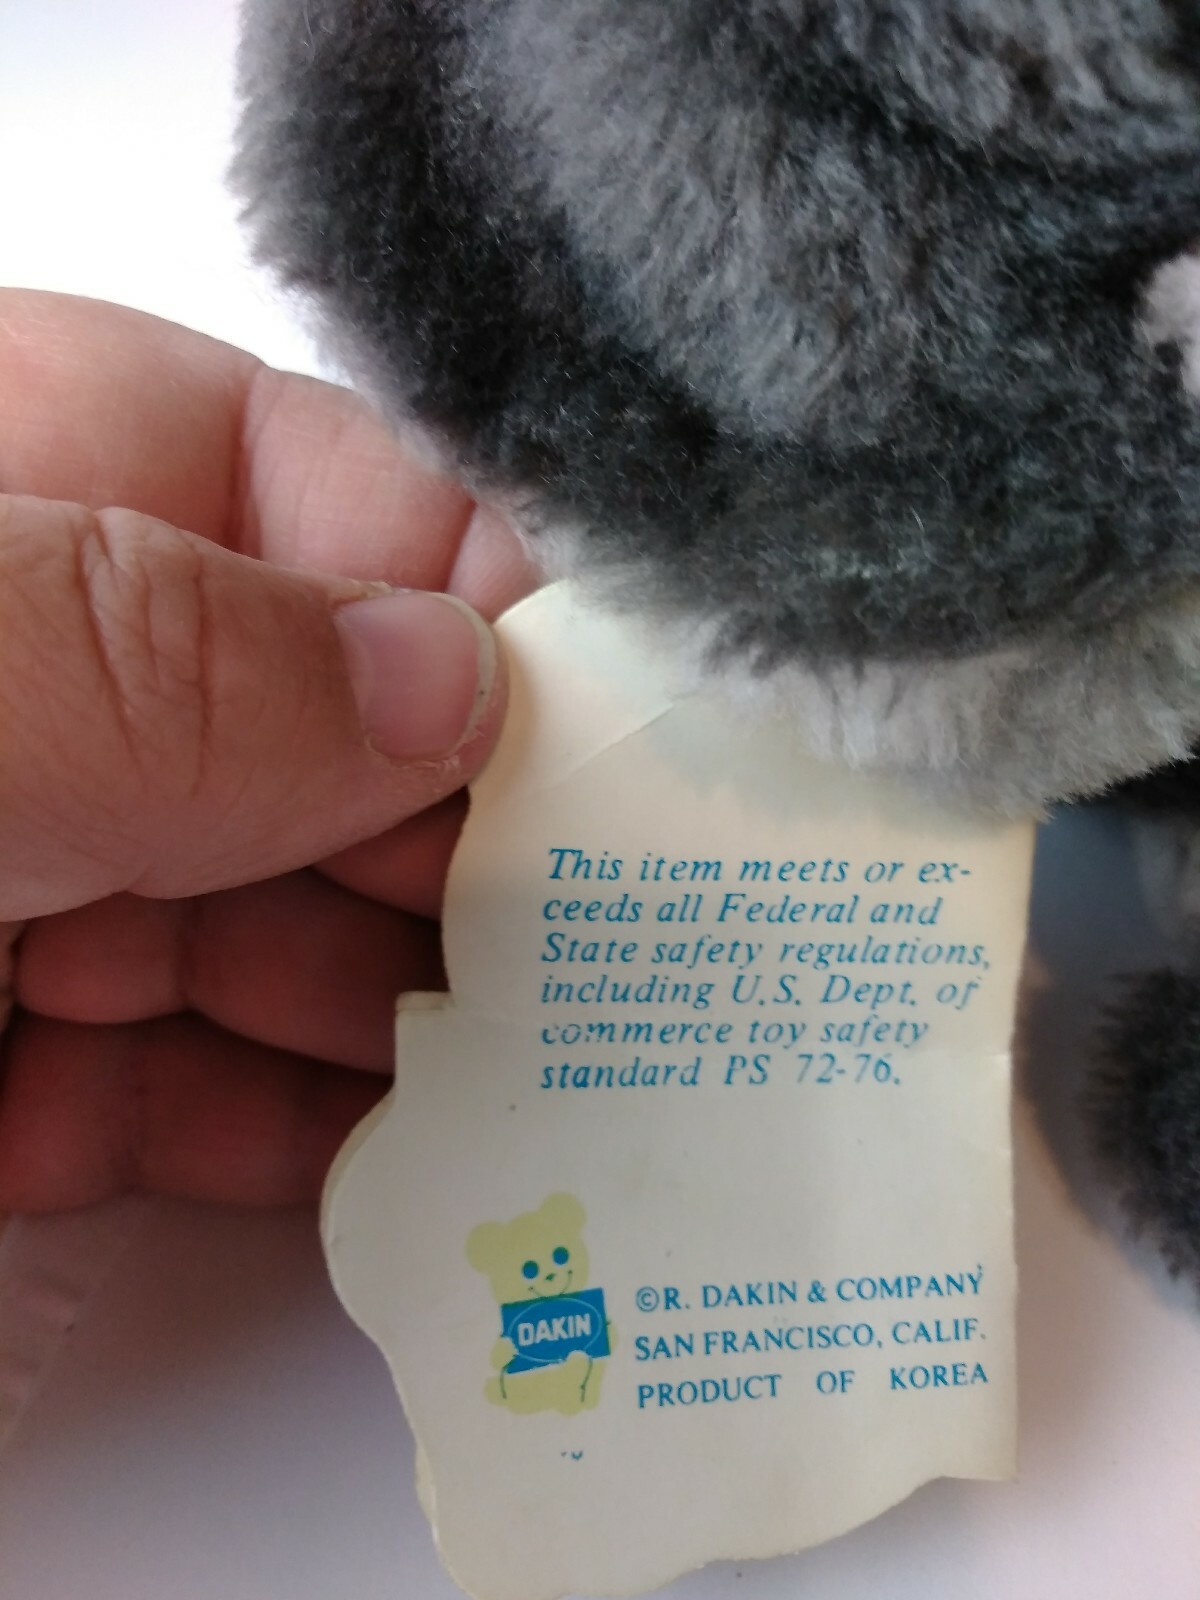 This item meets or ex-
ceeds all Federal and
State safety regulations,
including U.S. Dept. of
commerce toy safety
standard PS 72-76.
DAKIN
©R. DAKIN & COMPANY
SAN FRANCISCO, CALIF.
PRODUCT OF KOREA